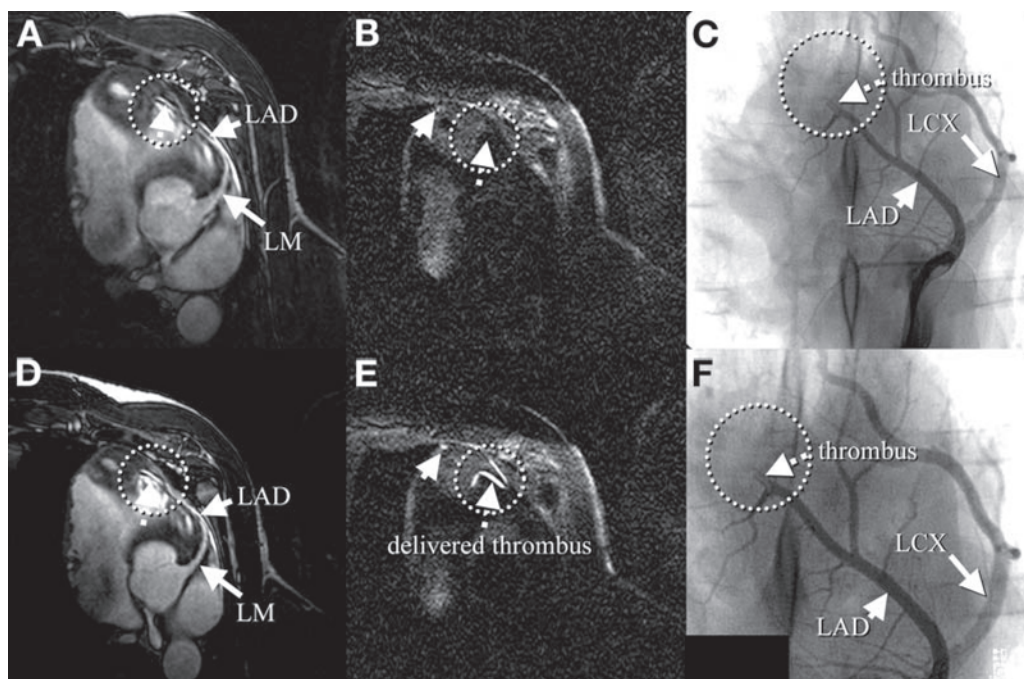 A
B
C
LAD
thrombus
LCX
LM
LAD
D
E
F
LAD
thrombus
delivered thrombus
LCX
LM
LAD